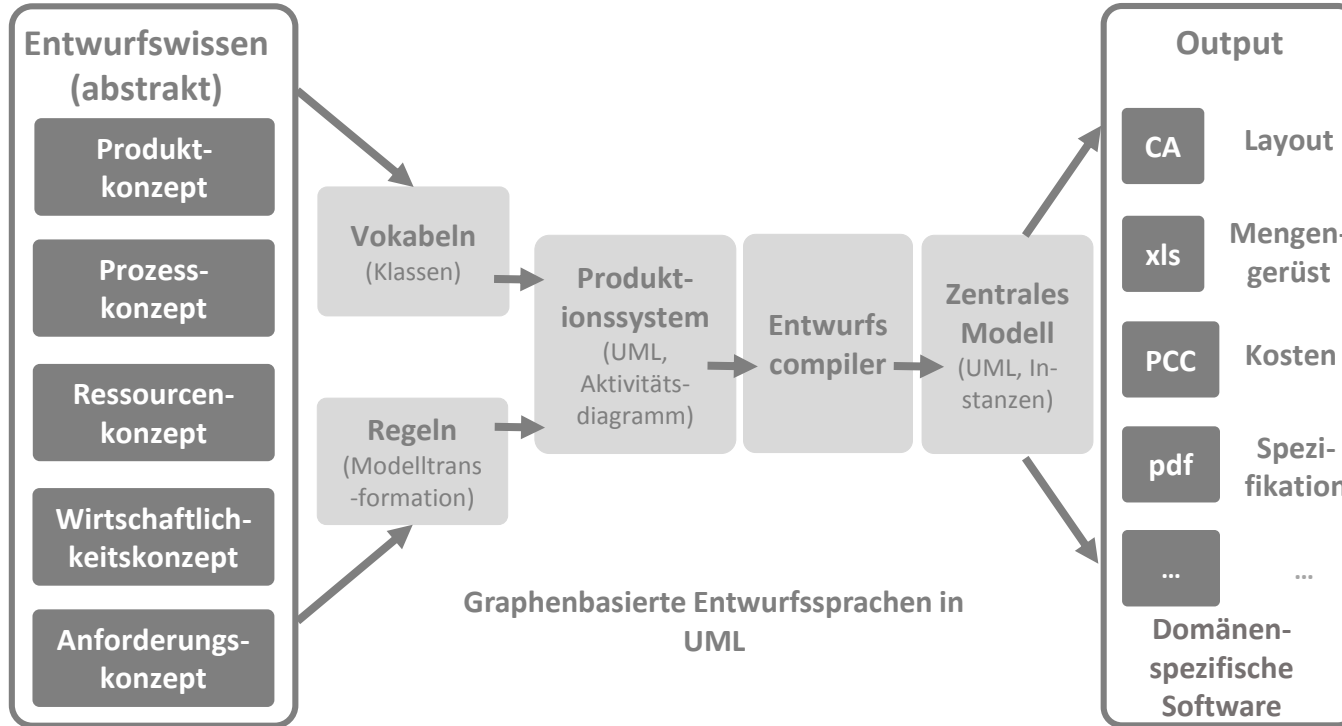 Entwurfswissen
(abstrakt)
Produkt-
konzept
Prozess-
konzept
Ressourcen-
konzept
Wirtschaftlich-
keitskonzept
Anforderungs-
konzept
Vokabeln
(Klassen)
Regeln
(Modelltrans
-formation)
Produkt-
ionssystem
(UML,
Aktivitäts-
diagramm)
Entwurfs
compiler
Zentrales
Modell
(UML, In-
stanzen)
Graphenbasierte Entwurfssprachen in
UML
Output
CA
Layout
xls
Mengen-
gerüst
PCC
Kosten
pdf
Spezi-
fikation
...
...
Domänen-
spezifische
Software